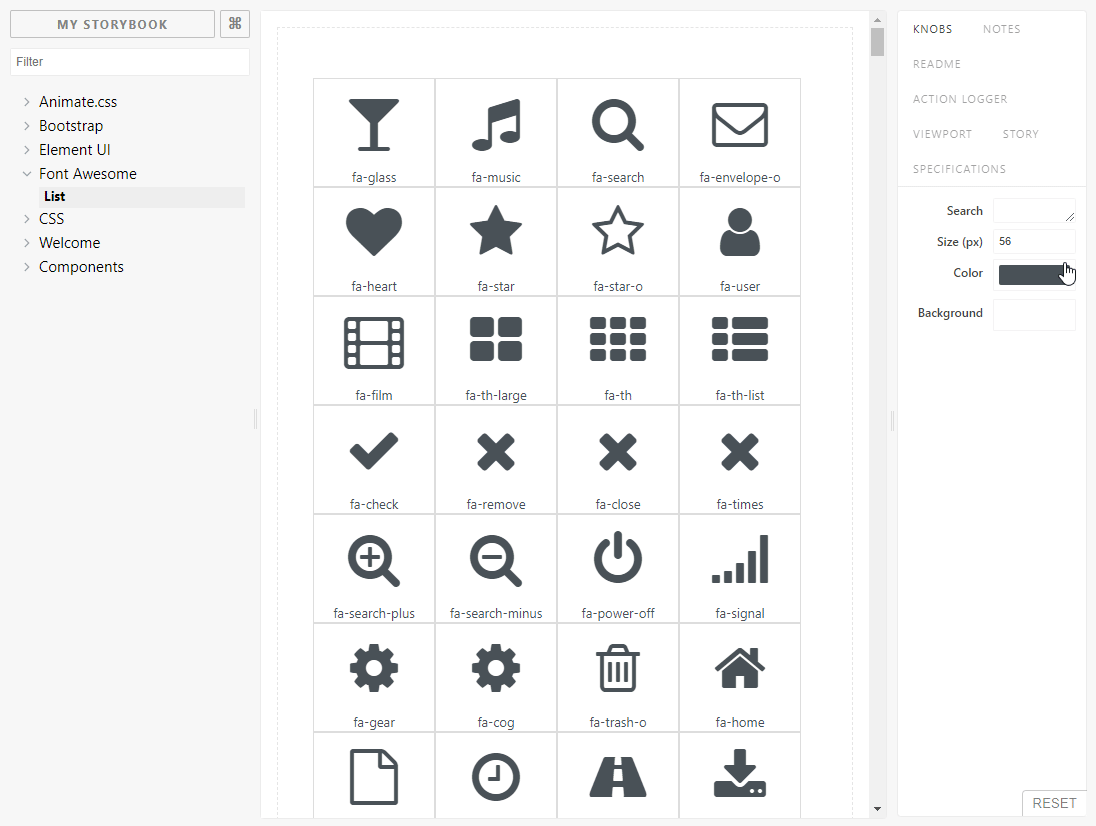 MY STORYBOOK ⌘
Filter
Animate.css
Bootstrap
Element UI
Font Awesome
List
CSS
Welcome
Components
fa-glass fa-music fa-search fa-envelope-o
fa-heart fa-star fa-star-o fa-user
fa-film fa-th-large fa-th fa-th-list
fa-check fa-remove fa-close fa-times
fa-search-plus fa-search-minus fa-power-off fa-signal
fa-gear fa-cog fa-trash-o fa-home
KNOBS NOTES
README
ACTION LOGGER
VIEWPORT STORY
SPECIFICATIONS
Search
Size (px) 56
Color
Background
RESET